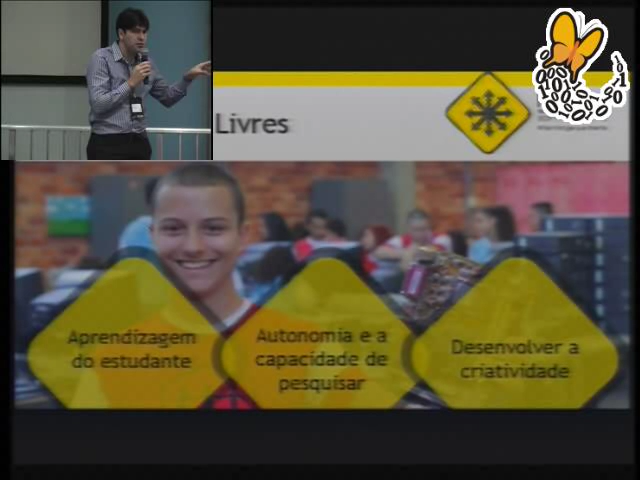 Livres
Aprendizagem
do estudante
Autonomia e a
capacidade de
pesquisar
Desenvolver a
criatividade